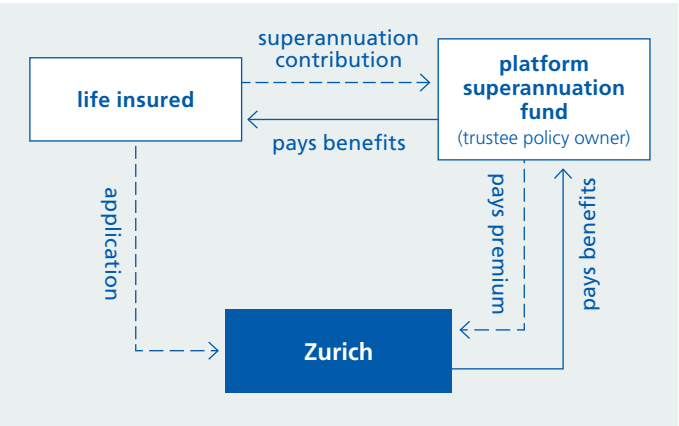 superannuation
contribution
life insured
platform
superannuation
fund
(trustee policy owner)
pays benefits
application
pays premium
pays benefits
Zurich